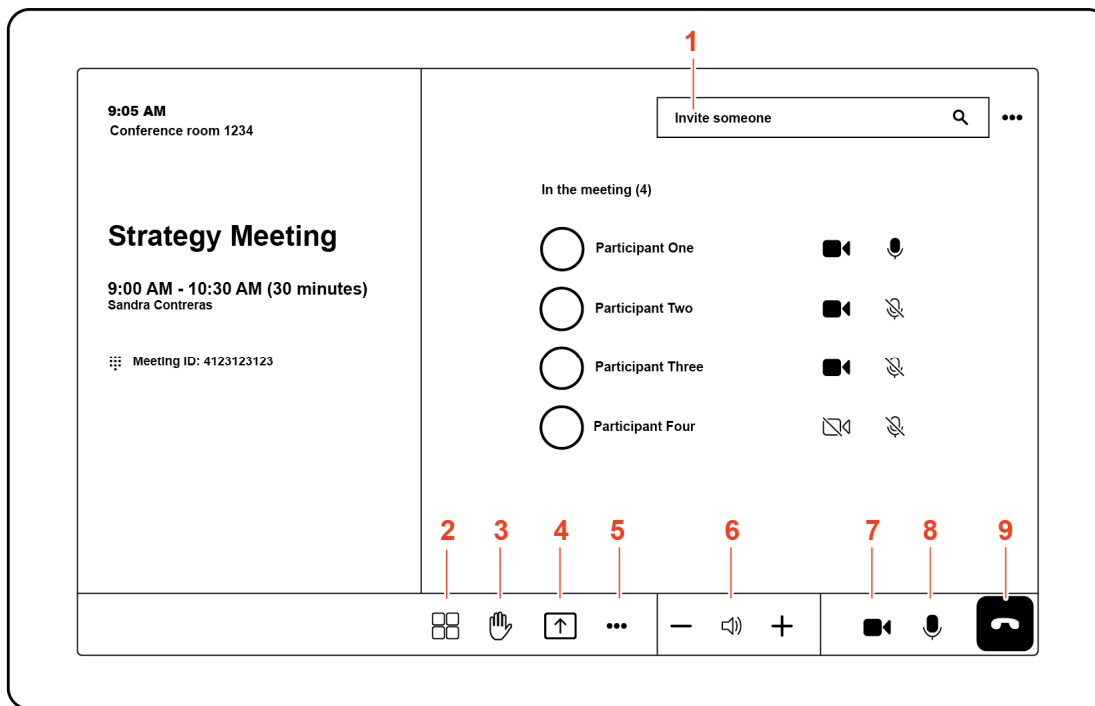 1
9:05 AM
Conference room 1234
Invite someone
In the meeting (4)
Strategy Meeting
Participant One
9:00 AM - 10:30 AM (30 minutes)
Sandra Contreras
Participant Two
Meeting ID: 4123123123
Participant Three
Participant Four
2 3 4 5 6 7 8 9